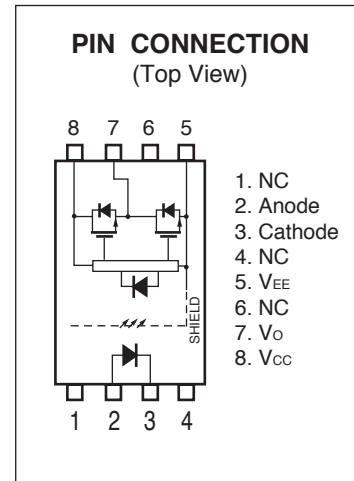 PIN CONNECTION
(Top View)
8 7 6 5
1. NC
2. Anode
3. Cathode
4. NC
5. VEE
6. NC
7. VO
8. VCC
SHIELD
1 2 3 4